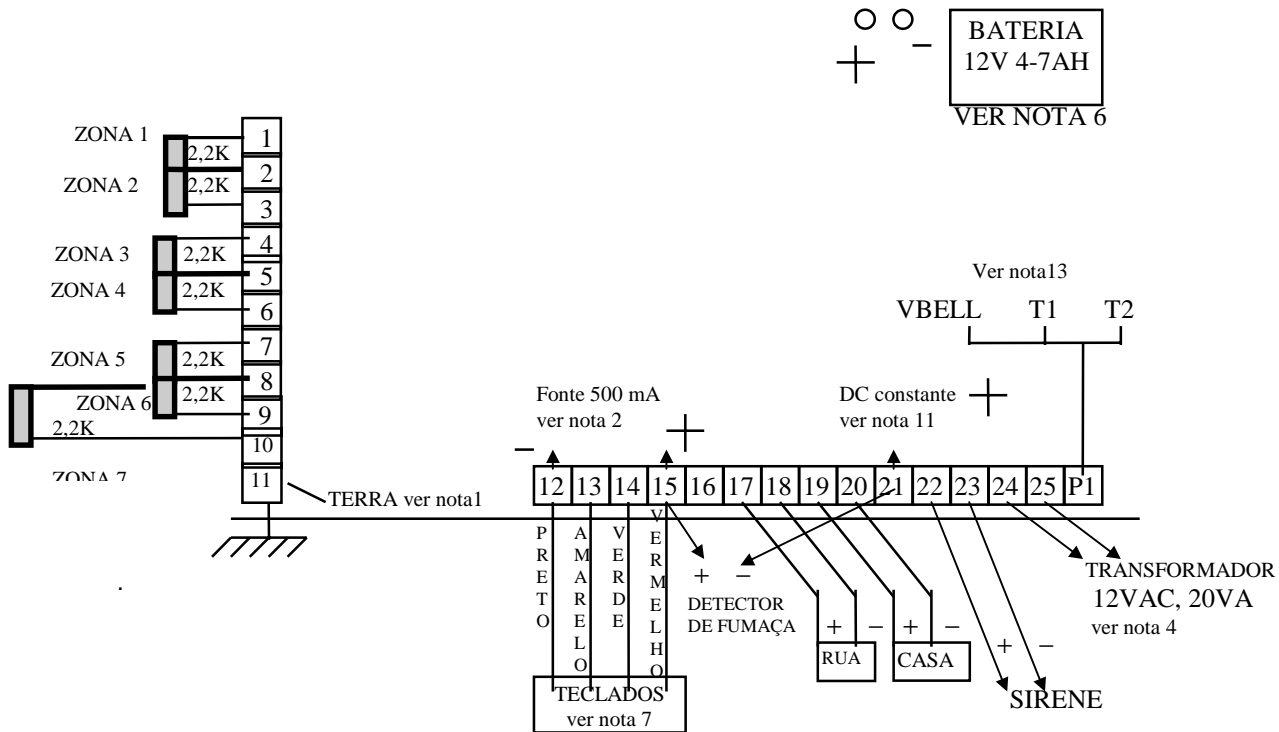 BATERIA
12V 4-7AH
VER NOTA 6
+ −
ZONA 1
2,2K
ZONA 2
2,2K
ZONA 3
2,2K
ZONA 4
2,2K
ZONA 5
2,2K
ZONA 6
2,2K
2,2K
ZONA 7
1
2
3
4
5
6
7
8
9
10
11
TERRA ver nota1
.
Ver nota13
VBELL T1 T2
Fonte 500 mA
ver nota 2
− +
DC constante +
ver nota 11
12 13 14 15 16 17 18 19 20 21 22 23 24 25 P1
PRETO
AMARELO
VERDE
VERMELHO
TECLADOS
ver nota 7
+ −
DETECTOR
DE FUMAÇA
+ −
RUA
+ −
CASA
+ −
SIRENE
TRANSFORMADOR
12VAC, 20VA
ver nota 4